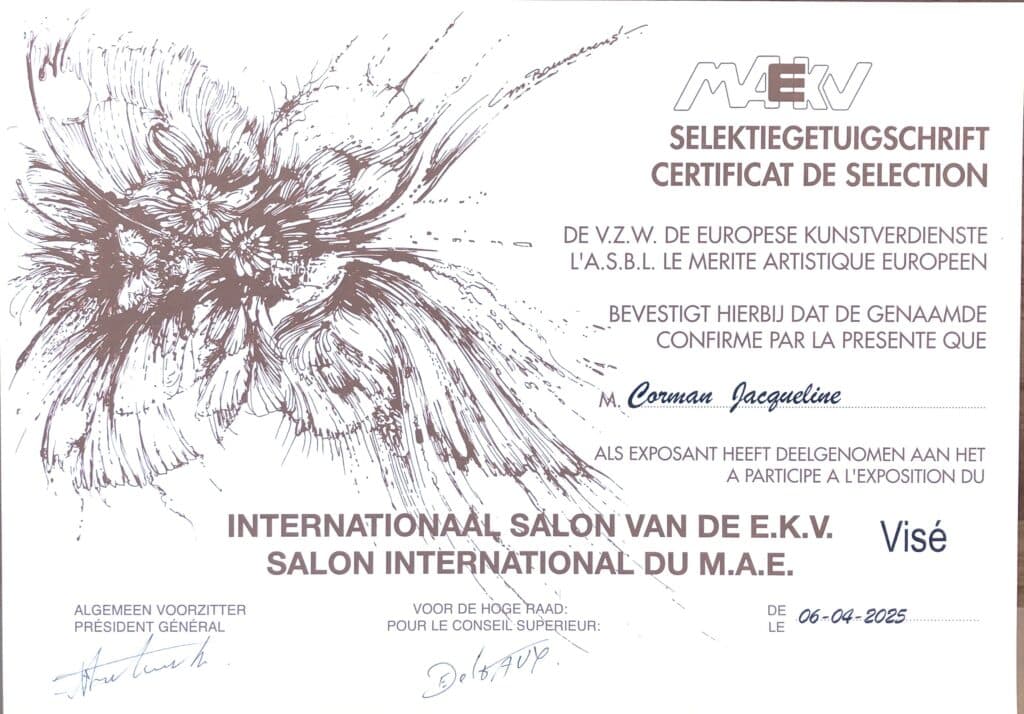 MAEKV
SELEKTIEGETUIGSCHRIFT
CERTIFICAT DE SELECTION
DE V.Z.W. DE EUROPESE KUNSTVERDIENSTE
L'A.S.B.L. LE MERITE ARTISTIQUE EUROPEEN
BEVESTIGT HIERBIJ DAT DE GENAAMDE
CONFIRME PAR LA PRESENTE QUE
M. Corman Jacqueline
ALS EXPOSANT HEEFT DEELGENOMEN AAN HET
A PARTICIPE A L'EXPOSITION DU
INTERNATIONAAL SALON VAN DE E.K.V. Visé
SALON INTERNATIONAL DU M.A.E.
ALGEMEEN VOORZITTER
PRÉSIDENT GÉNÉRAL
VOOR DE HOGE RAAD:
POUR LE CONSEIL SUPERIEUR:
DE
LE 06-04-2025